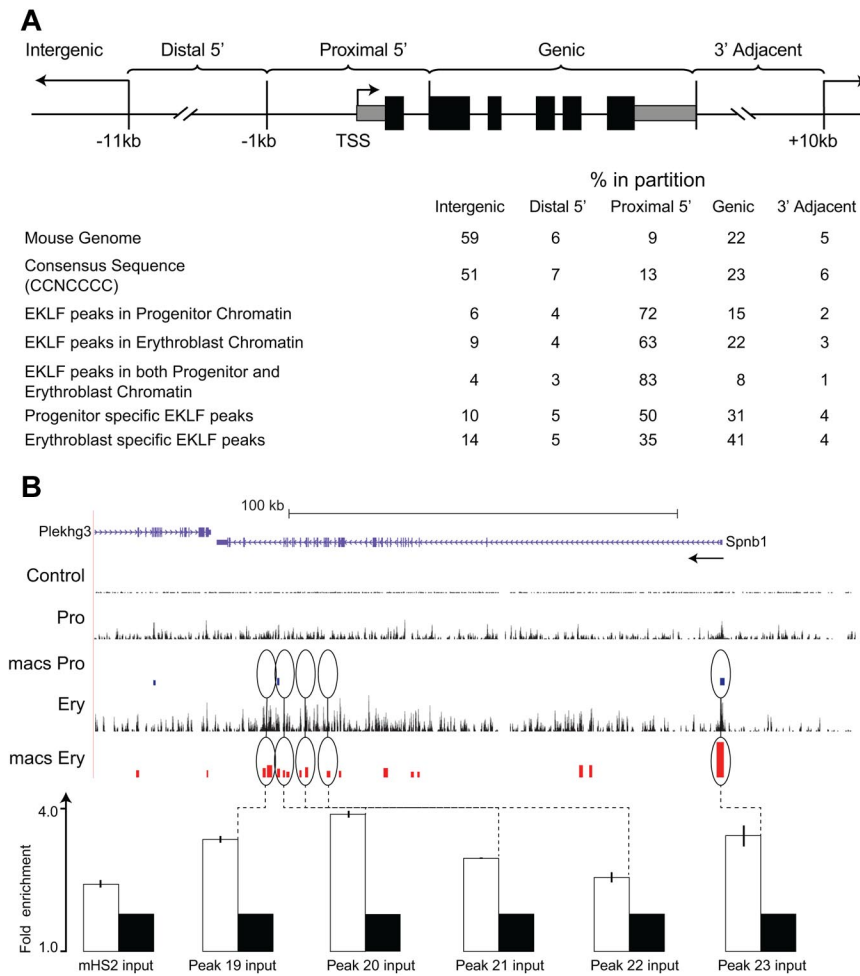 A
Intergenic Distal 5’ Proximal 5’ Genic 3’ Adjacent
-11kb -1kb TSS +10kb
% in partition
Intergenic Distal 5’ Proximal 5’ Genic 3’ Adjacent
Mouse Genome 59 6 9 22 5
Consensus Sequence
(CCNCCCC) 51 7 13 23 6
EKLF peaks in Progenitor Chromatin 6 4 72 15 2
EKLF peaks in Erythroblast Chromatin 9 4 63 22 3
EKLF peaks in both Progenitor and
Erythroblast Chromatin 4 3 83 8 1
Progenitor specific EKLF peaks 10 5 50 31 4
Erythroblast specific EKLF peaks 14 5 35 41 4
B
100 kb
Plekhg3 Spnb1
Control
Pro
macs Pro
Ery
macs Ery
4.0
Fold enrichment
1.0
mHS2 input Peak 19 input Peak 20 input Peak 21 input Peak 22 input Peak 23 input